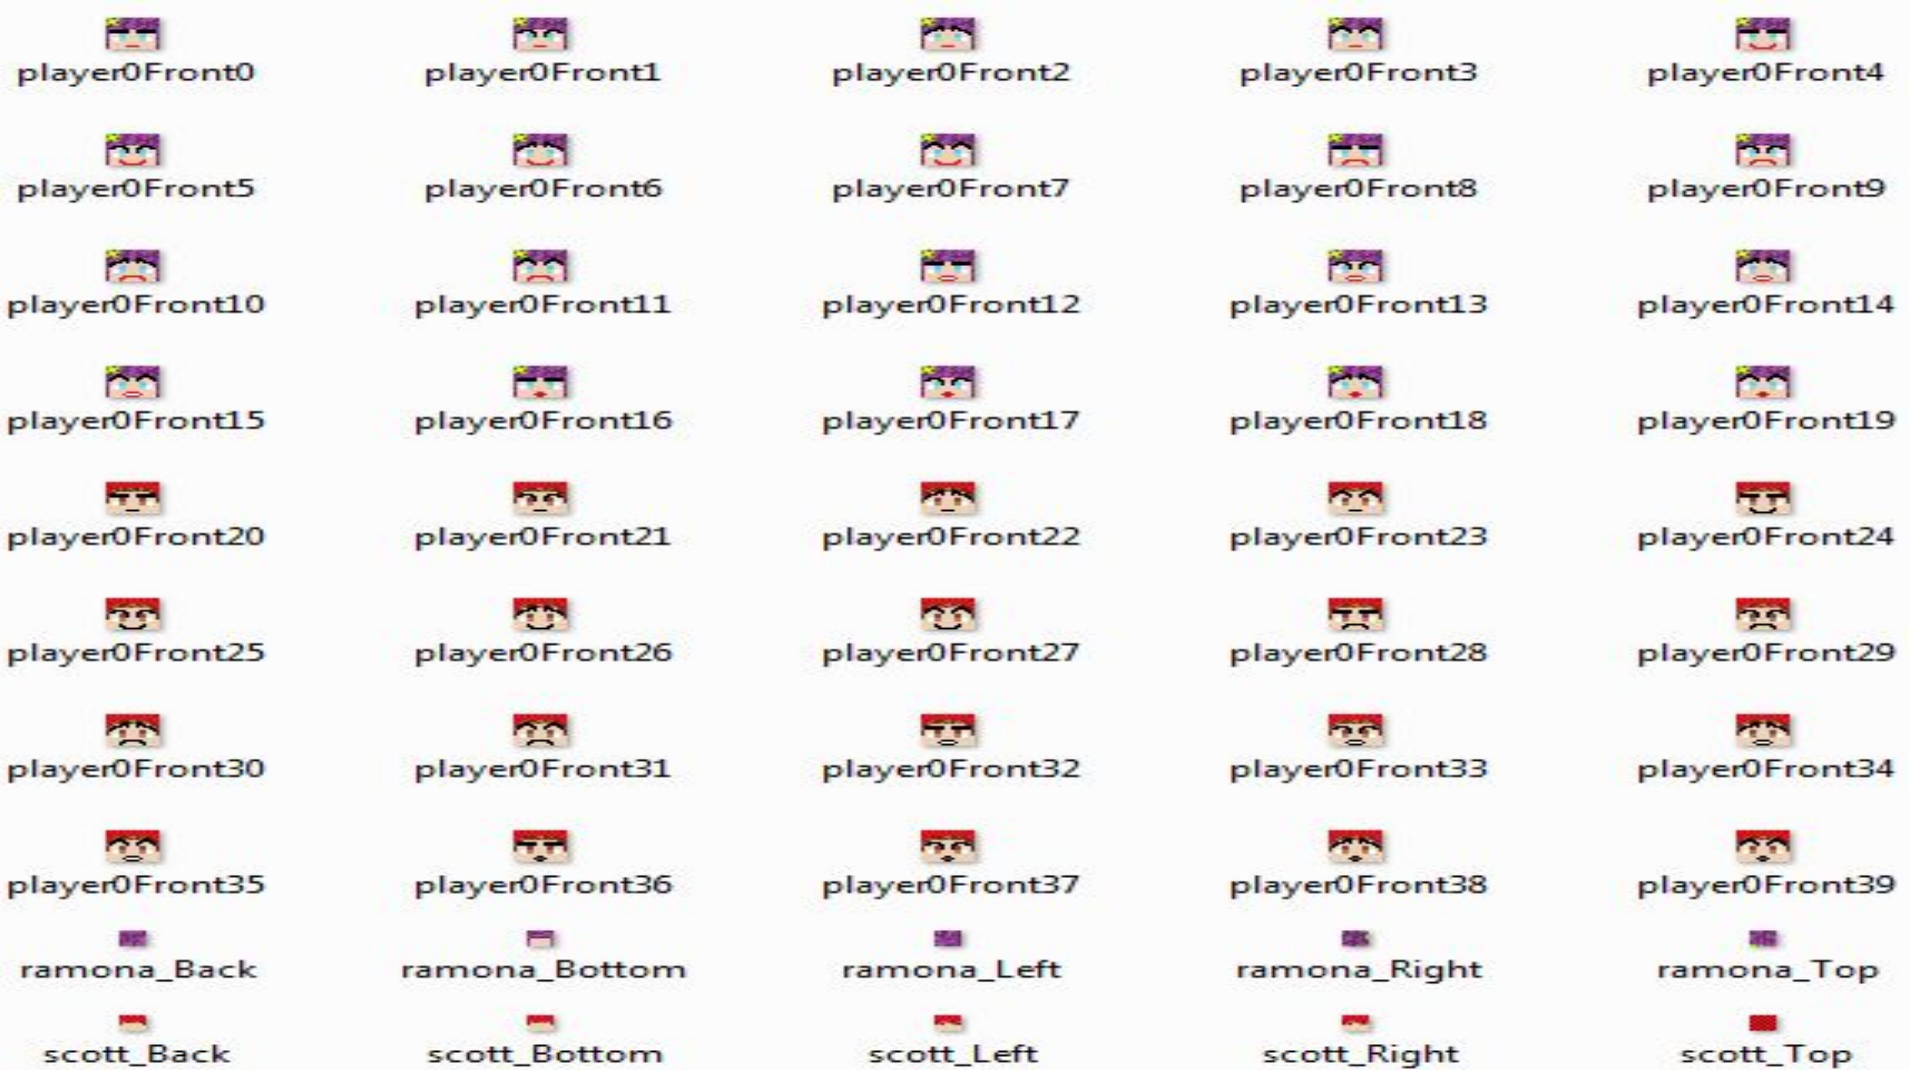 player0Front0 player0Front1 player0Front2 player0Front3 player0Front4
player0Front5 player0Front6 player0Front7 player0Front8 player0Front9
player0Front10 player0Front11 player0Front12 player0Front13 player0Front14
player0Front15 player0Front16 player0Front17 player0Front18 player0Front19
player0Front20 player0Front21 player0Front22 player0Front23 player0Front24
player0Front25 player0Front26 player0Front27 player0Front28 player0Front29
player0Front30 player0Front31 player0Front32 player0Front33 player0Front34
player0Front35 player0Front36 player0Front37 player0Front38 player0Front39
ramona_Back ramona_Bottom ramona_Left ramona_Right ramona_Top
scott_Back scott_Bottom scott_Left scott_Right scott_Top